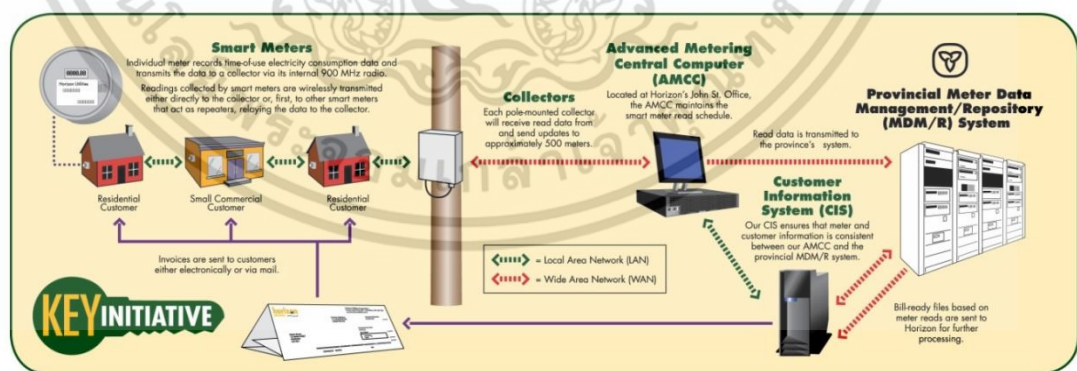 Smart Meters
Individual meter records time-of-use electricity consumption data and
transmits the data to a collector via its internal 900 MHz radio.
Readings collected by smart meters are wirelessly transmitted
either directly to the collector or, first, to other smart meters
that act as repeaters, relaying the data to the collector.
Residential
Customer
Small Commercial
Customer
Residential
Customer
Collectors
Each pole-mounted collector
will receive read data from
and send updates to
approximately 500 meters.
Advanced Metering
Central Computer
(AMCC)
Located at Horizon's John St. Office,
the AMCC maintains the
smart meter read schedule.
Read data is transmitted to
the province's system.
Provincial Meter Data
Management/Repository
(MDM/R) System
Customer
Information
System (CIS)
Our CIS ensures that meter and
customer information is consistent
between our AMCC and the
provincial MDM/R system.
Bill-ready files based on
meter reads are sent to
Horizon for further
processing.
= Local Area Network (LAN)
= Wide Area Network (WAN)
Invoices are sent to customers
either electronically or via mail.
KEY INITIATIVE